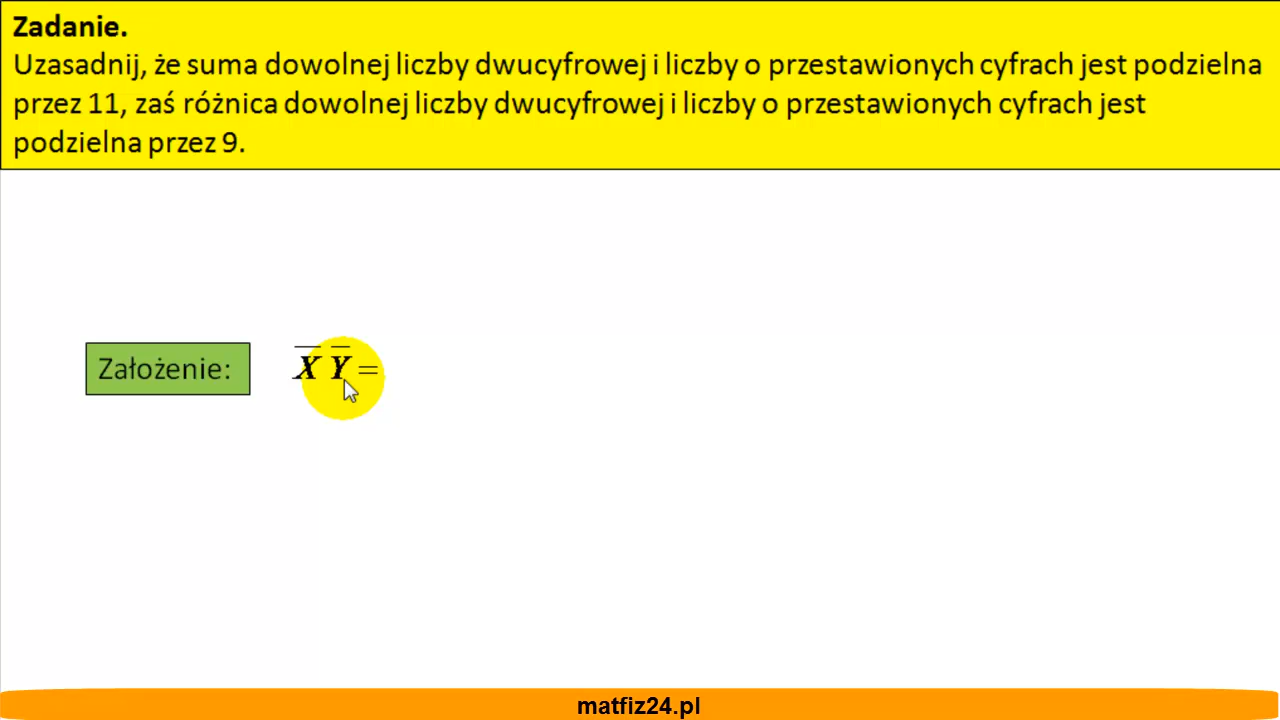 Zadanie.
Uzasadnij, że suma dowolnej liczby dwucyfrowej i liczby o przestawionych cyfrach jest podzielna
przez 11, zaś różnica dowolnej liczby dwucyfrowej i liczby o przestawionych cyfrach jest
podzielna przez 9.
Założenie: X̅ Y̅ =
matfiz24.pl